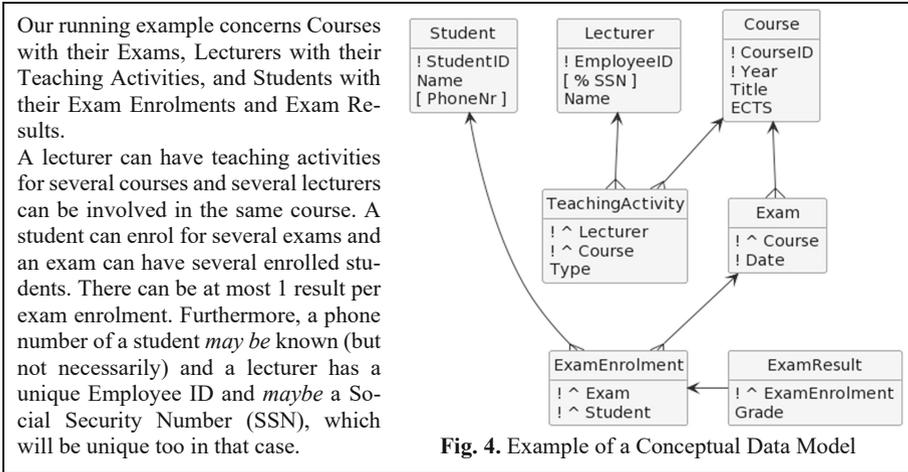 Our running example concerns Courses
with their Exams, Lecturers with their
Teaching Activities, and Students with
their Exam Enrolments and Exam Re-
sults.
A lecturer can have teaching activities
for several courses and several lecturers
can be involved in the same course. A
student can enrol for several exams and
an exam can have several enrolled stu-
dents. There can be at most 1 result per
exam enrolment. Furthermore, a phone
number of a student may be known (but
not necessarily) and a lecturer has a
unique Employee ID and maybe a So-
cial Security Number (SSN), which
will be unique too in that case.
Student
! StudentID
Name
[ PhoneNr ]
Lecturer
! EmployeeID
[ % SSN ]
Name
Course
! CourseID
! Year
Title
ECTS
TeachingActivity
! ^ Lecturer
! ^ Course
Type
Exam
! ^ Course
! Date
ExamEnrolment
! ^ Exam
! ^ Student
ExamResult
! ^ ExamEnrolment
Grade
Fig. 4. Example of a Conceptual Data Model